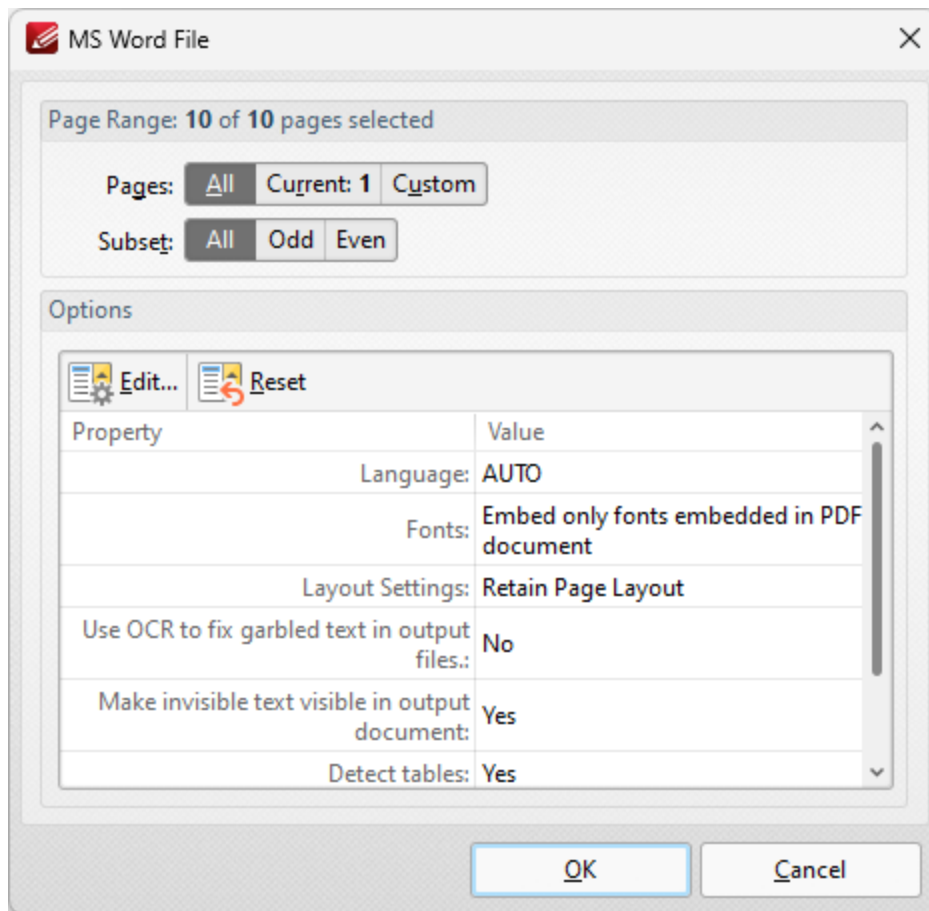 MS Word File
Page Range: 10 of 10 pages selected
Pages: All Current: 1 Custom
Subset: All Odd Even
Options
Edit... Reset
Property Value
Language: AUTO
Fonts: Embed only fonts embedded in PDF
document
Layout Settings: Retain Page Layout
Use OCR to fix garbled text in output
files.: No
Make invisible text visible in output
document: Yes
Detect tables: Yes
OK Cancel